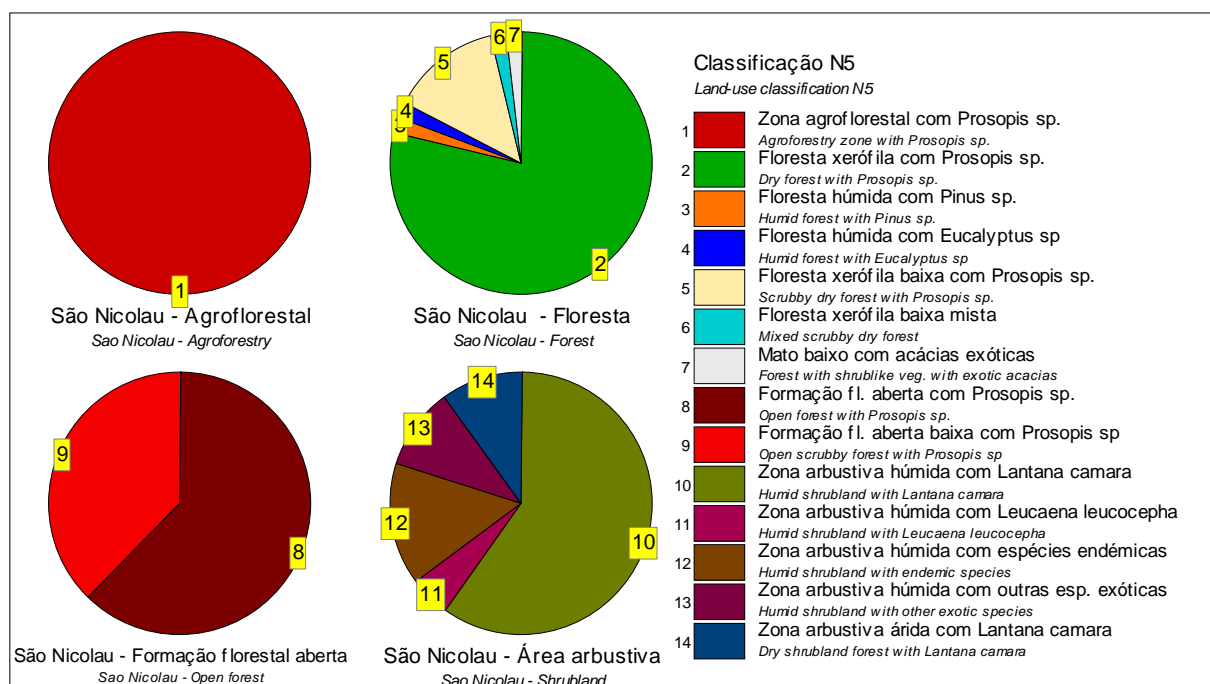 1
São Nicolau - Agroflorestal
Sao Nicolau - Agroforestry
7
6
5
4
3
2
São Nicolau - Floresta
Sao Nicolau - Forest
9
8
São Nicolau - Formação florestal aberta
Sao Nicolau - Open forest
14
13
12
11
10
São Nicolau - Área arbustiva
Sao Nicolau - Shrubland
Classificação N5
Land-use classification N5
1 Zona agroflorestal com Prosopis sp.
Agroforestry zone with Prosopis sp.
2 Floresta xerófila com Prosopis sp.
Dry forest with Prosopis sp.
3 Floresta húmida com Pinus sp.
Humid forest with Pinus sp.
4 Floresta húmida com Eucalyptus sp
Humid forest with Eucalyptus sp
5 Floresta xerófila baixa com Prosopis sp.
Scrubby dry forest with Prosopis sp.
6 Floresta xerófila baixa mista
Mixed scrubby dry forest
7 Mato baixo com acácias exóticas
Forest with shrublike veg. with exotic acacias
8 Formação fl. aberta com Prosopis sp.
Open forest with Prosopis sp.
9 Formação fl. aberta baixa com Prosopis sp
Open scrubby forest with Prosopis sp
10 Zona arbustiva húmida com Lantana camara
Humid shrubland with Lantana camara
11 Zona arbustiva húmida com Leucaena leucocepha
Humid shrubland with Leucaena leucocepha
12 Zona arbustiva húmida com espécies endémicas
Humid shrubland with endemic species
13 Zona arbustiva húmida com outras esp. exóticas
Humid shrubland with other exotic species
14 Zona arbustiva árida com Lantana camara
Dry shrubland forest with Lantana camara